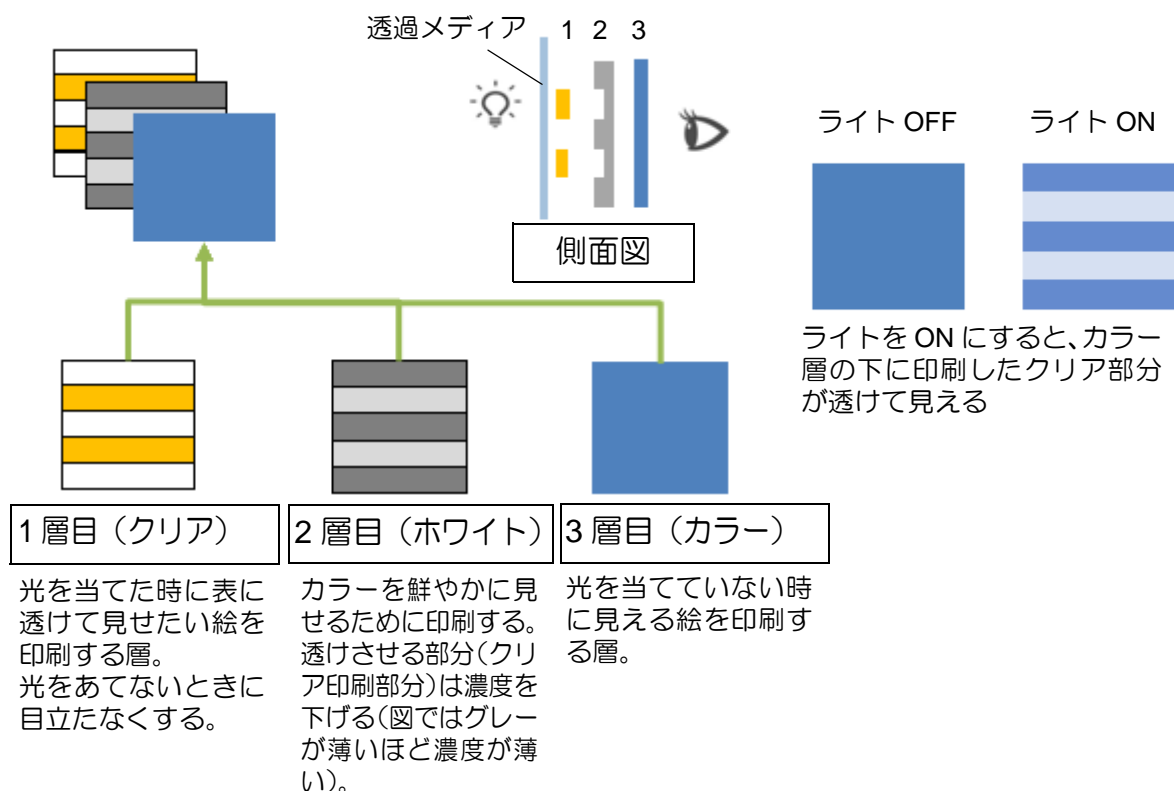 透過メディア
1 2 3
側面図
ライト OFF
ライト ON
ライトを ON にすると、カラー
層の下に印刷したクリア部分
が透けて見える
1 層目（クリア）
光を当てた時に表に
透けて見せたい絵を
印刷する層。
光をあてないときに
目立たなくする。
2 層目（ホワイト）
カラーを鮮やかに見
せるために印刷する。
透けさせる部分（クリ
ア印刷部分）は濃度を
下げる（図ではグレー
が薄いほど濃度が薄
い）。
3 層目（カラー）
光を当てていない時
に見える絵を印刷す
る層。